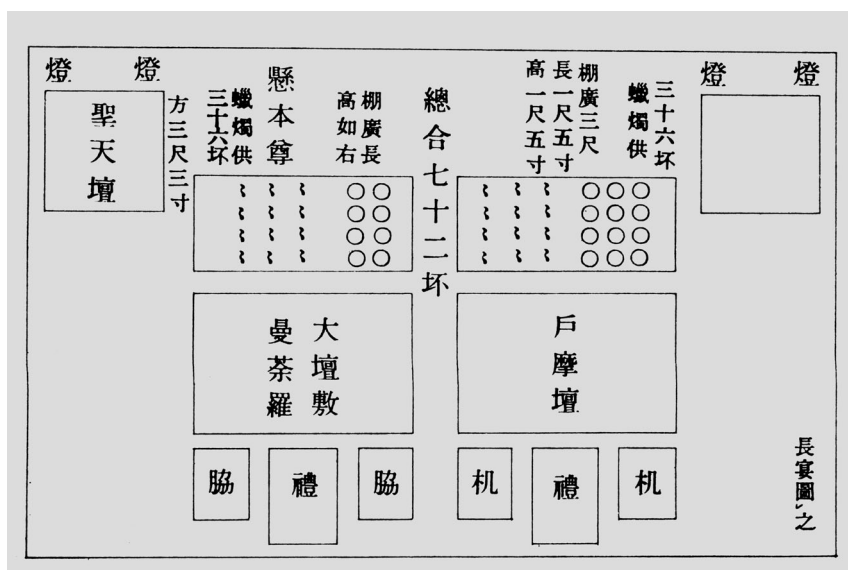 燈
燈
三十六坏
蠟燭供
棚廣三尺
長一尺五寸
高一尺五寸
總合七十二坏
棚廣長
高如右
懸本尊
蠟燭供
三十六坏
燈
燈
方三尺三寸
聖天壇
戶摩壇
大壇敷
曼荼羅
机
禮
机
脇
禮
脇
長宴圖之